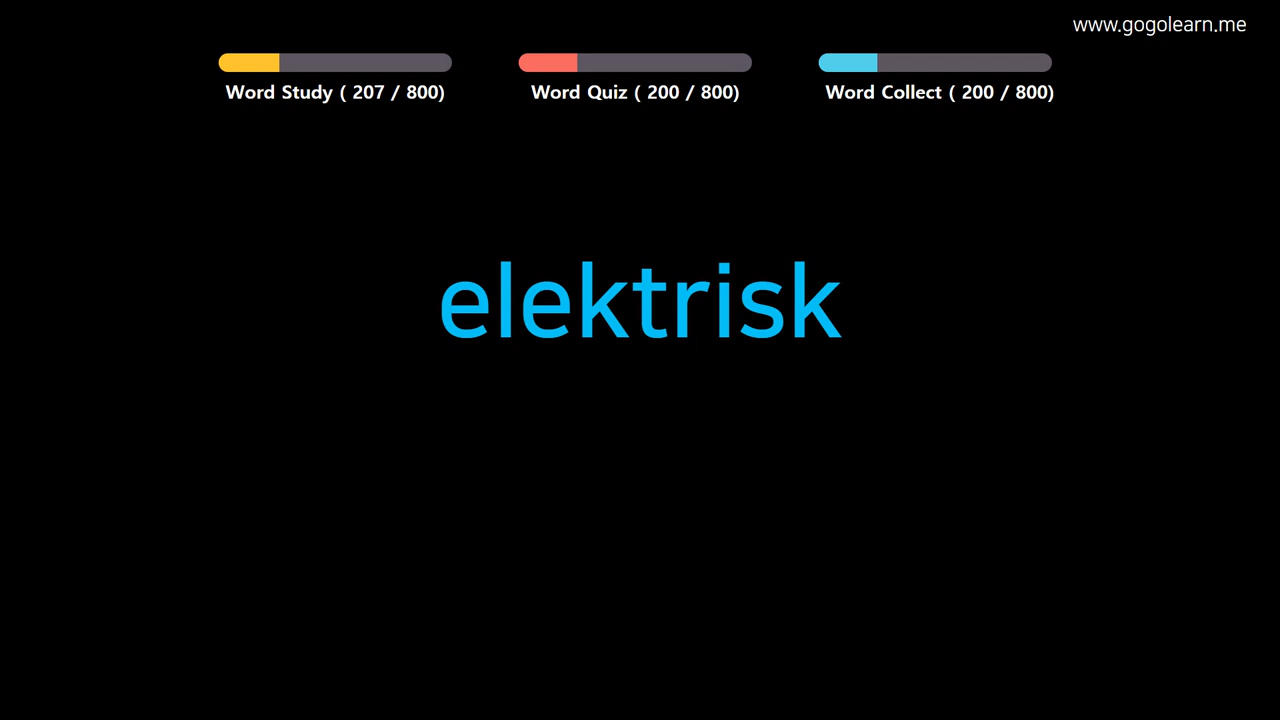 www.gogolearn.me
Word Study ( 207 / 800)
Word Quiz ( 200 / 800)
Word Collect ( 200 / 800)
elektrisk